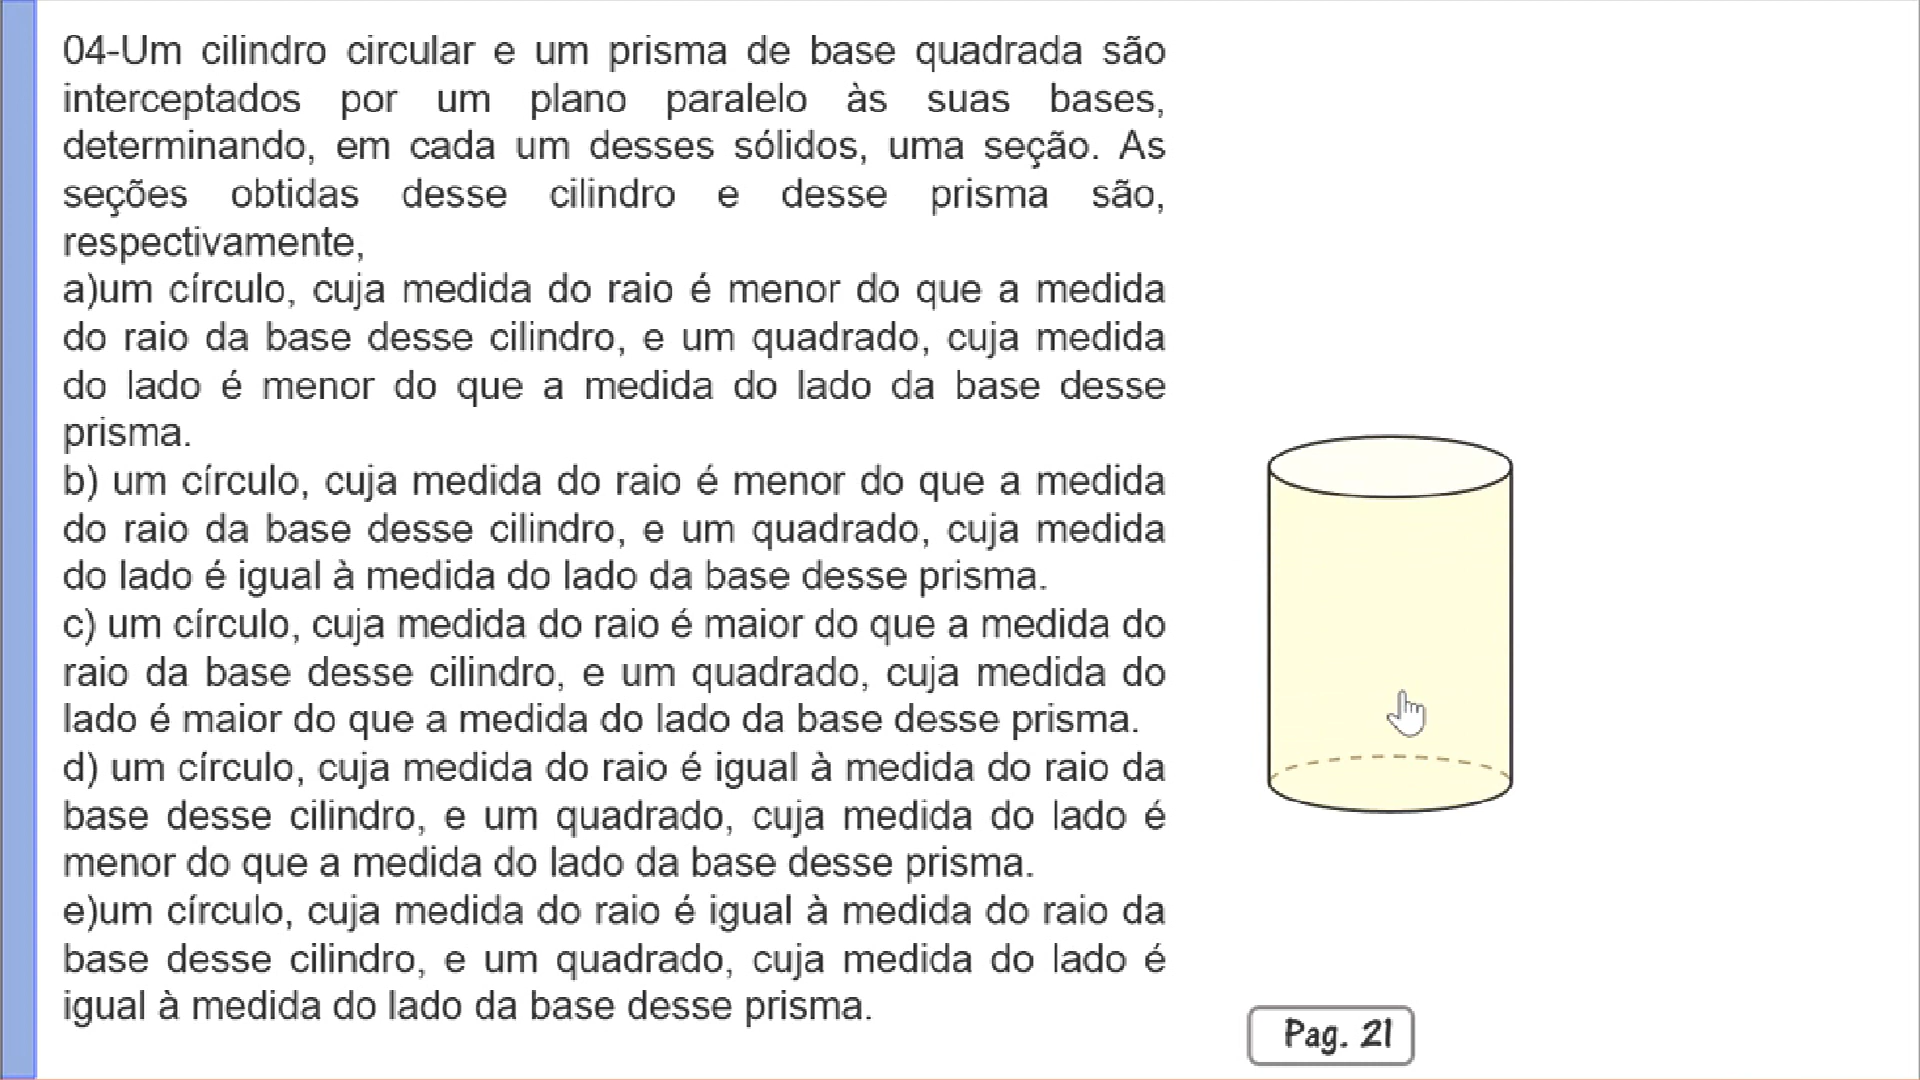 04-Um cilindro circular e um prisma de base quadrada são
interceptados por um plano paralelo às suas bases,
determinando, em cada um desses sólidos, uma seção. As
seções obtidas desse cilindro e desse prisma são,
respectivamente,
a)um círculo, cuja medida do raio é menor do que a medida
do raio da base desse cilindro, e um quadrado, cuja medida
do lado é menor do que a medida do lado da base desse
prisma.
b) um círculo, cuja medida do raio é menor do que a medida
do raio da base desse cilindro, e um quadrado, cuja medida
do lado é igual à medida do lado da base desse prisma.
c) um círculo, cuja medida do raio é maior do que a medida do
raio da base desse cilindro, e um quadrado, cuja medida do
lado é maior do que a medida do lado da base desse prisma.
d) um círculo, cuja medida do raio é igual à medida do raio da
base desse cilindro, e um quadrado, cuja medida do lado é
menor do que a medida do lado da base desse prisma.
e)um círculo, cuja medida do raio é igual à medida do raio da
base desse cilindro, e um quadrado, cuja medida do lado é
igual à medida do lado da base desse prisma.
Pag. 21